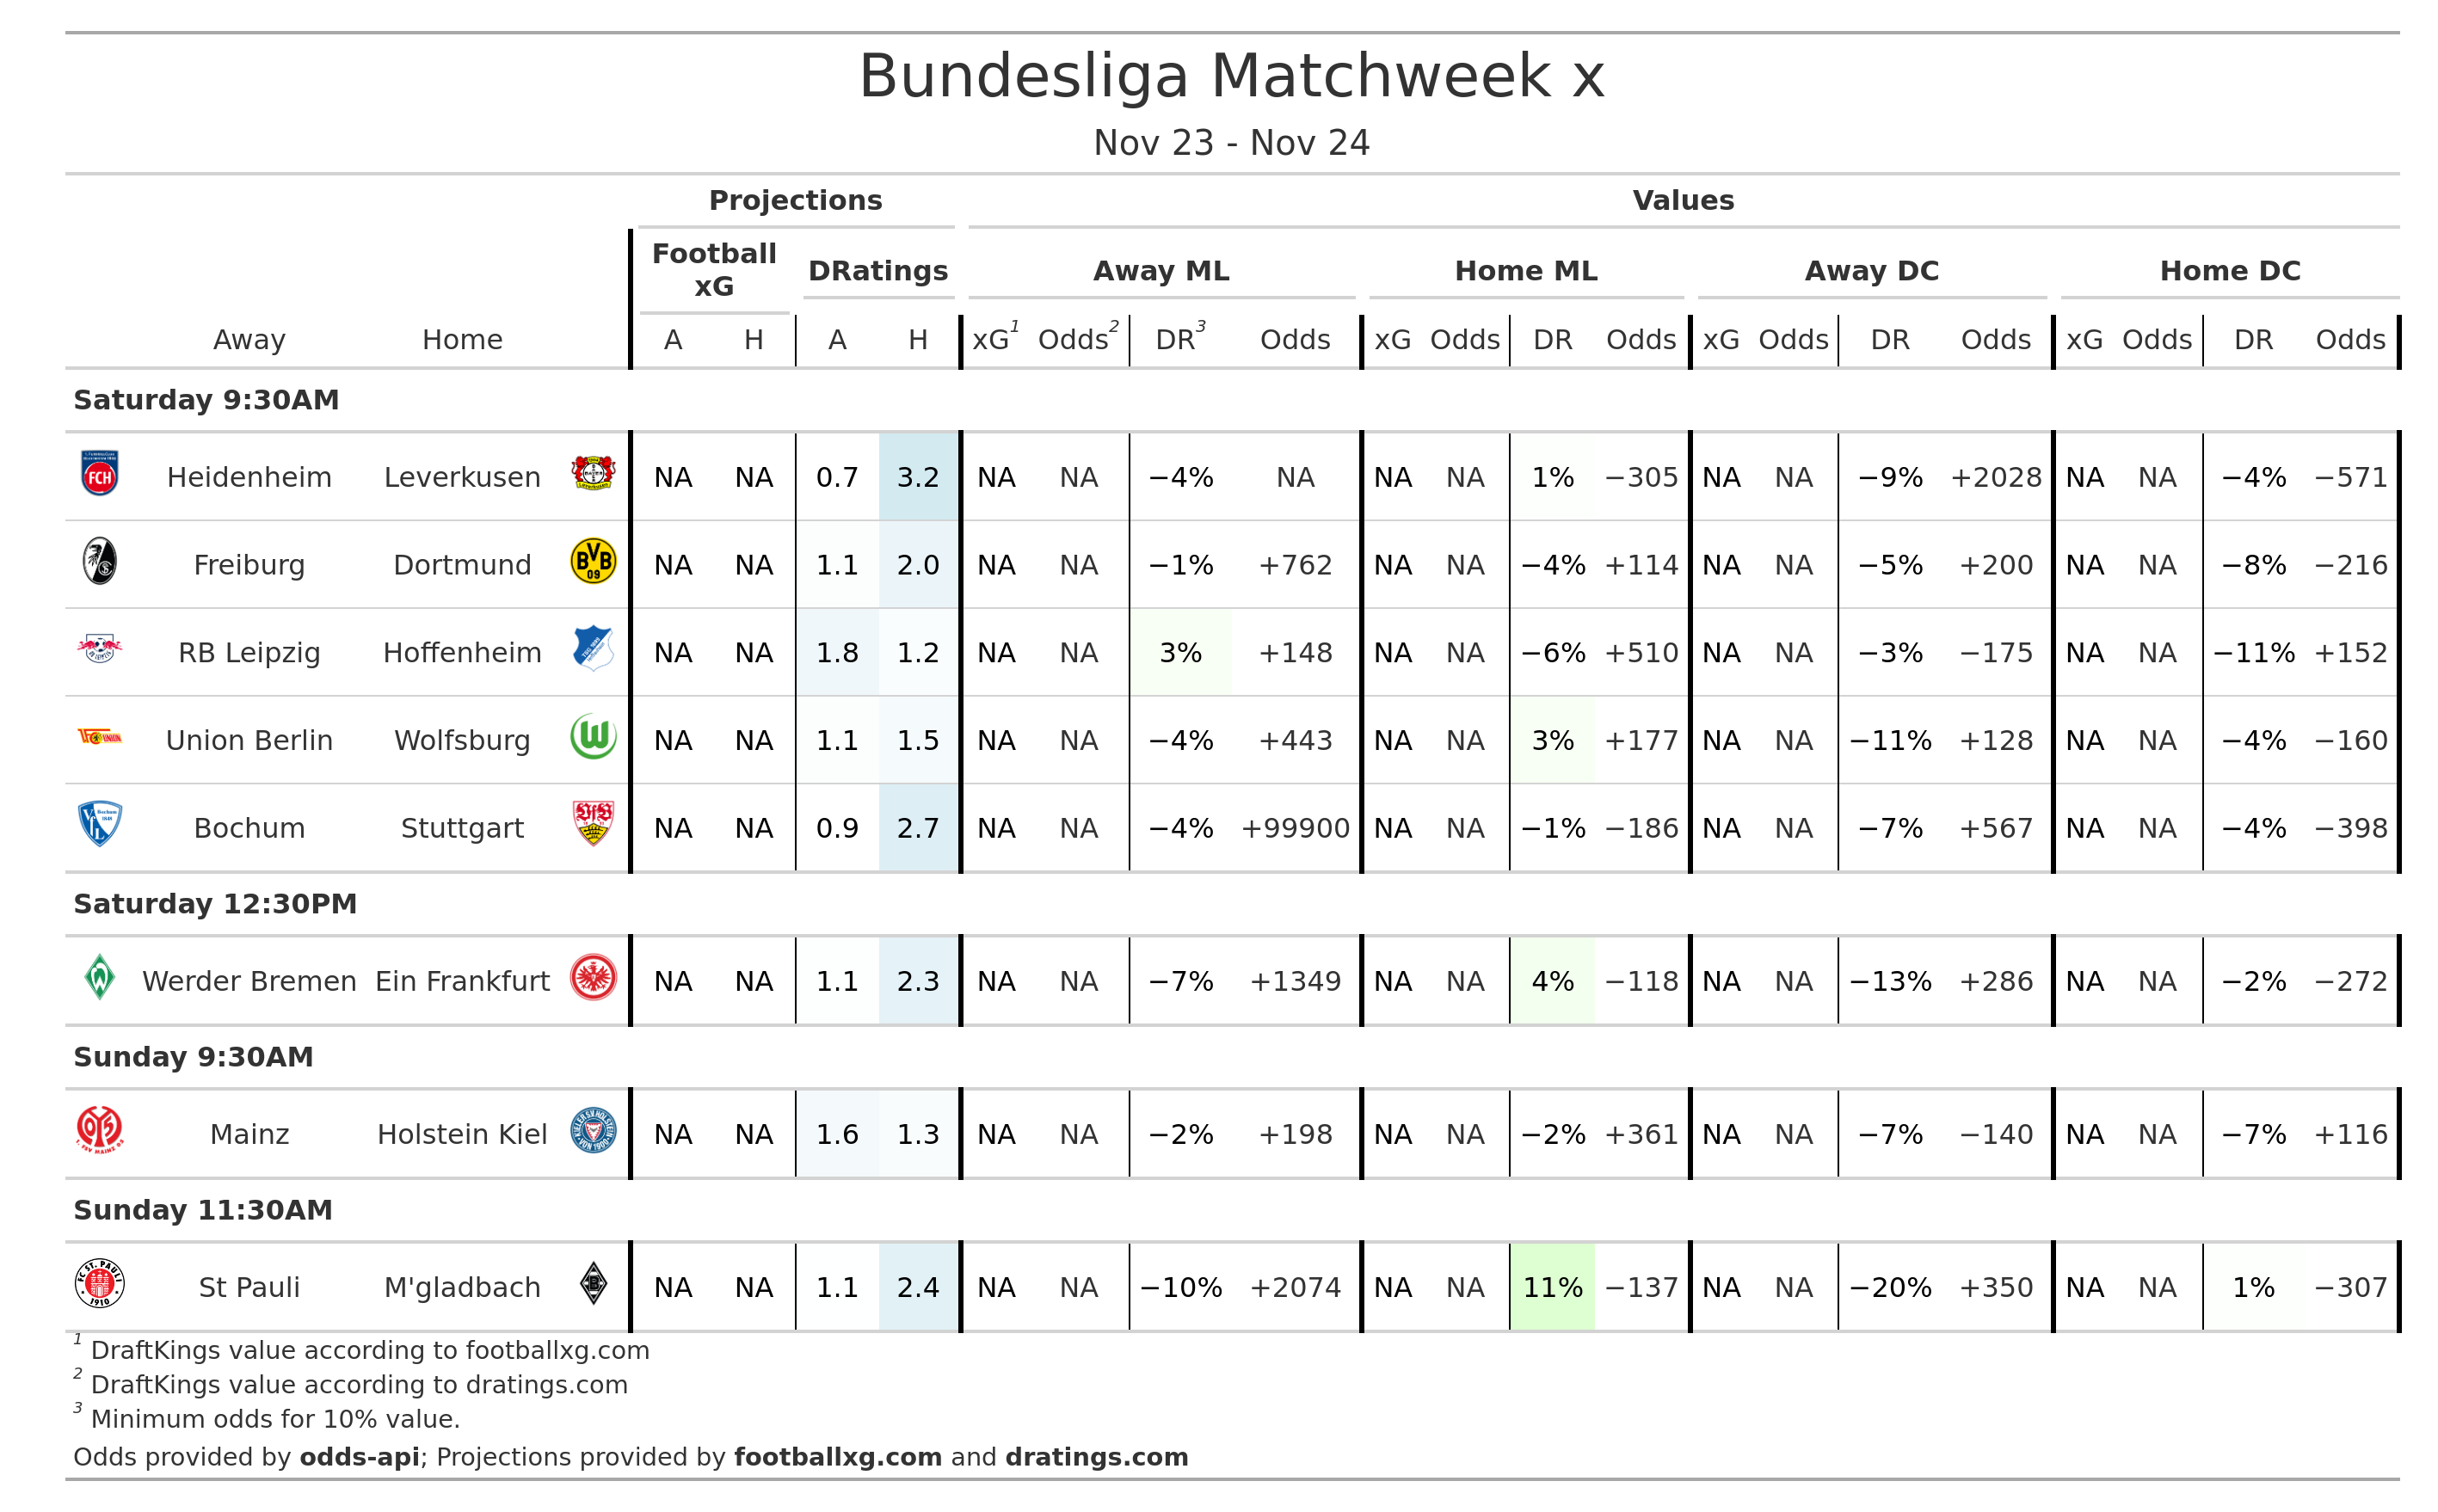 Bundesliga Matchweek x
Nov 23 - Nov 24
Projections Values
Football xG DRatings Away ML Home ML Away DC Home DC
Away Home A H A H xG1 Odds2 DR3 Odds xG Odds DR Odds xG Odds DR Odds xG Odds DR Odds
Saturday 9:30AM
FCH Heidenheim Leverkusen NA NA 0.7 3.2 NA NA −4% NA NA NA 1% −305 NA NA −9% +2028 NA NA −4% −571
Freiburg Dortmund BVB 09 NA NA 1.1 2.0 NA NA −1% +762 NA NA −4% +114 NA NA −5% +200 NA NA −8% −216
RB Leipzig Hoffenheim NA NA 1.8 1.2 NA NA 3% +148 NA NA −6% +510 NA NA −3% −175 NA NA −11% +152
Union Berlin Wolfsburg NA NA 1.1 1.5 NA NA −4% +443 NA NA 3% +177 NA NA −11% +128 NA NA −4% −160
Bochum Stuttgart NA NA 0.9 2.7 NA NA −4% +99900 NA NA −1% −186 NA NA −7% +567 NA NA −4% −398
Saturday 12:30PM
Werder Bremen Ein Frankfurt NA NA 1.1 2.3 NA NA −7% +1349 NA NA 4% −118 NA NA −13% +286 NA NA −2% −272
Sunday 9:30AM
Mainz Holstein Kiel NA NA 1.6 1.3 NA NA −2% +198 NA NA −2% +361 NA NA −7% −140 NA NA −7% +116
Sunday 11:30AM
FC ST. PAULI 1910 St Pauli M'gladbach NA NA 1.1 2.4 NA NA −10% +2074 NA NA 11% −137 NA NA −20% +350 NA NA 1% −307
1 DraftKings value according to footballxg.com
2 DraftKings value according to dratings.com
3 Minimum odds for 10% value.
Odds provided by odds-api; Projections provided by footballxg.com and dratings.com